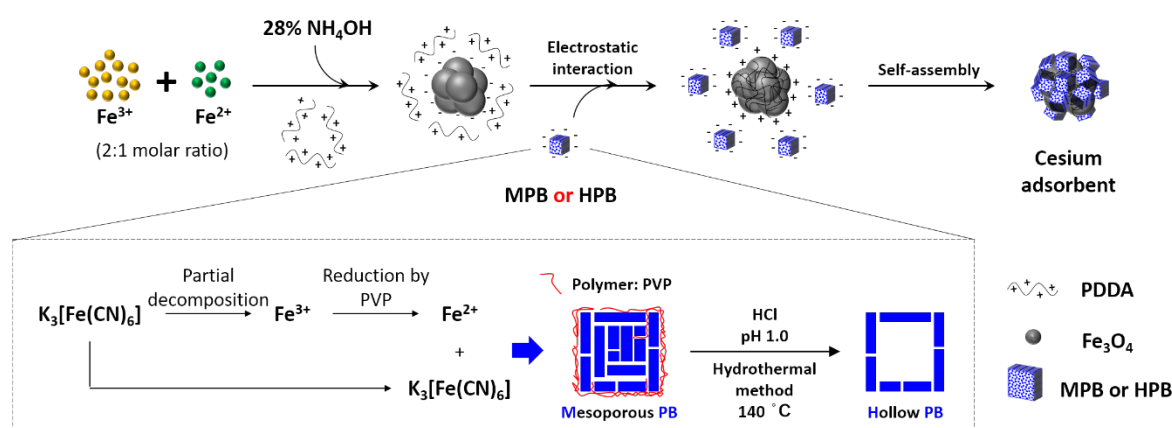 28% NH₄OH
Fe³⁺
+
Fe²⁺
(2:1 molar ratio)
Electrostatic
interaction
Self-assembly
Cesium
adsorbent
MPB or HPB
Partial
decomposition
Reduction by
PVP
K₃[Fe(CN)₆]
Fe³⁺
Fe²⁺
+
K₃[Fe(CN)₆]
Polymer: PVP
Mesoporous PB
HCl
pH 1.0
Hydrothermal
method
140 ˚C
Hollow PB
PDDA
Fe₃O₄
MPB or HPB